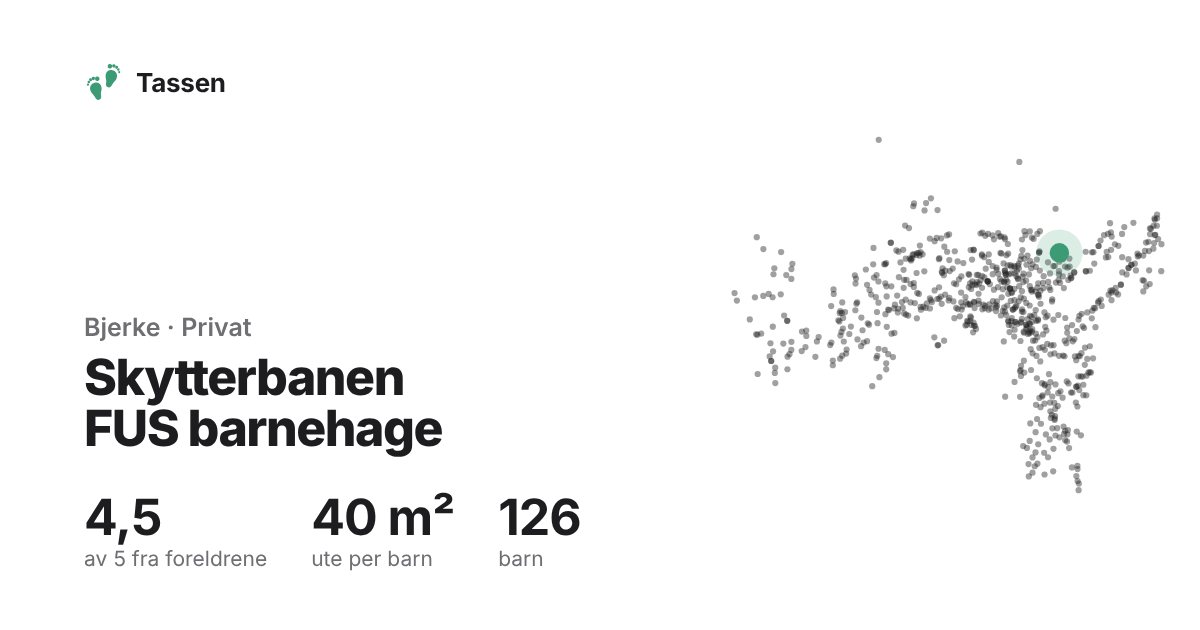 Tassen
Bjerke · Privat
Skytterbanen
FUS barnehage
4,5 40 m² 126
av 5 fra foreldrene ute per barn barn